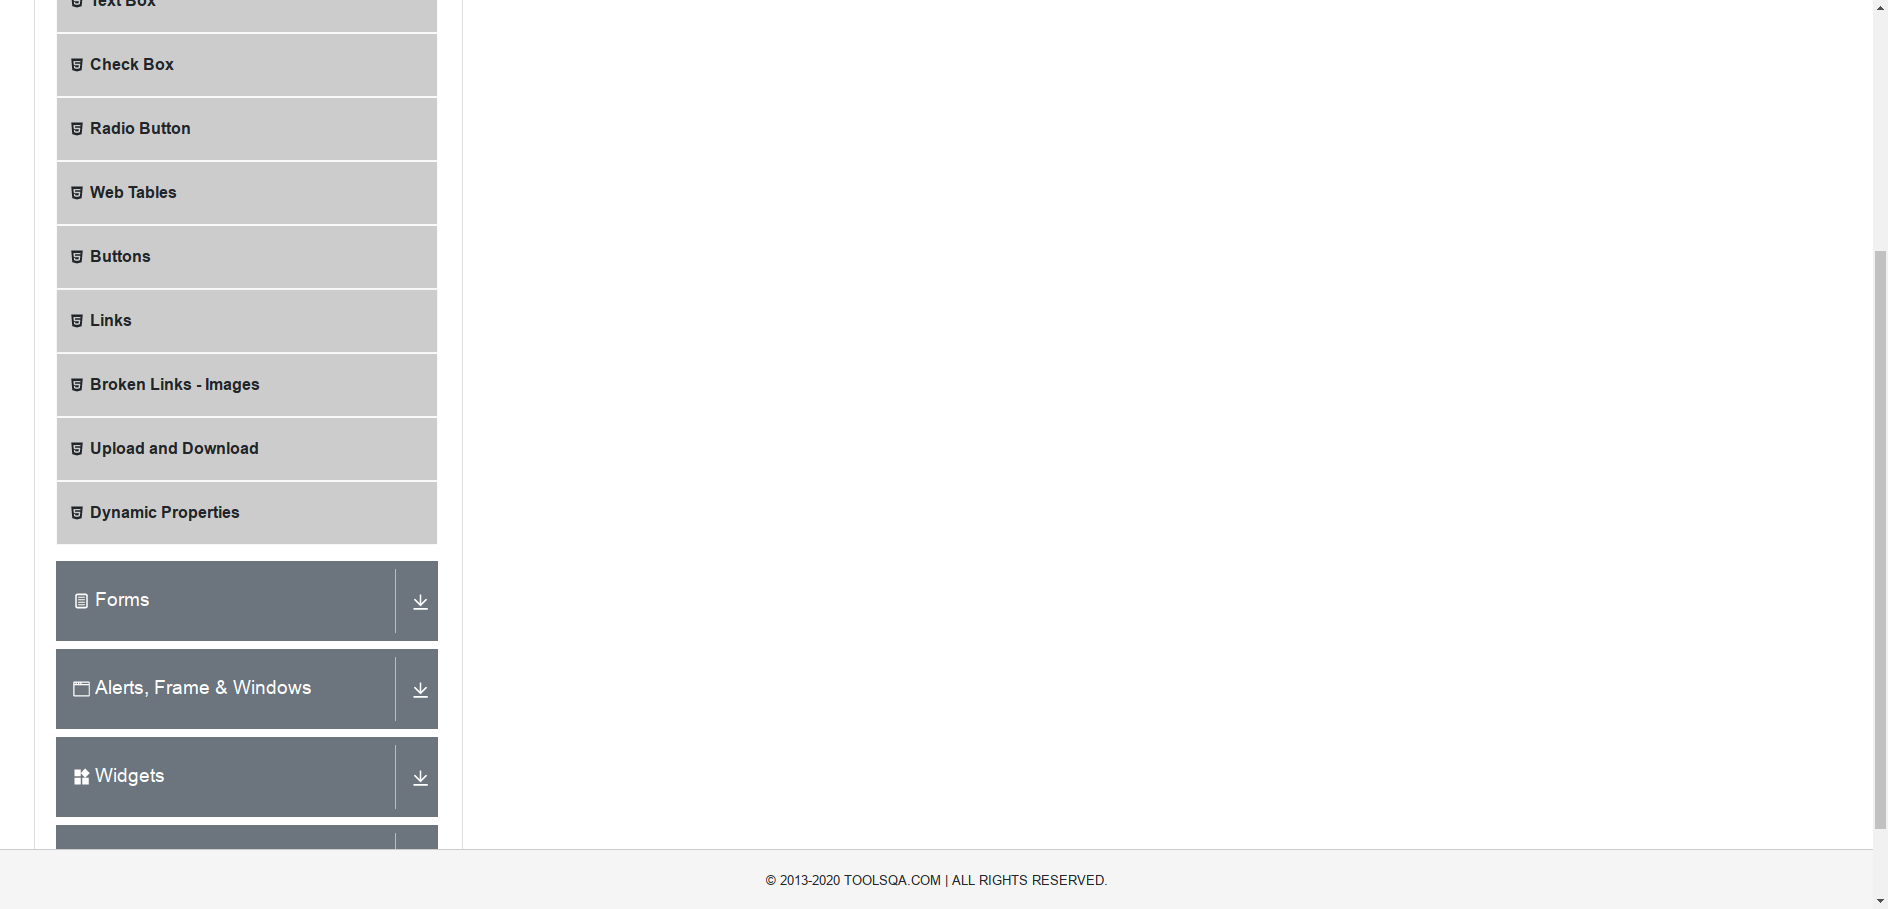 Text Box
Check Box
Radio Button
Web Tables
Buttons
Links
Broken Links - Images
Upload and Download
Dynamic Properties
Forms
Alerts, Frame & Windows
Widgets
© 2013-2020 TOOLSQA.COM | ALL RIGHTS RESERVED.